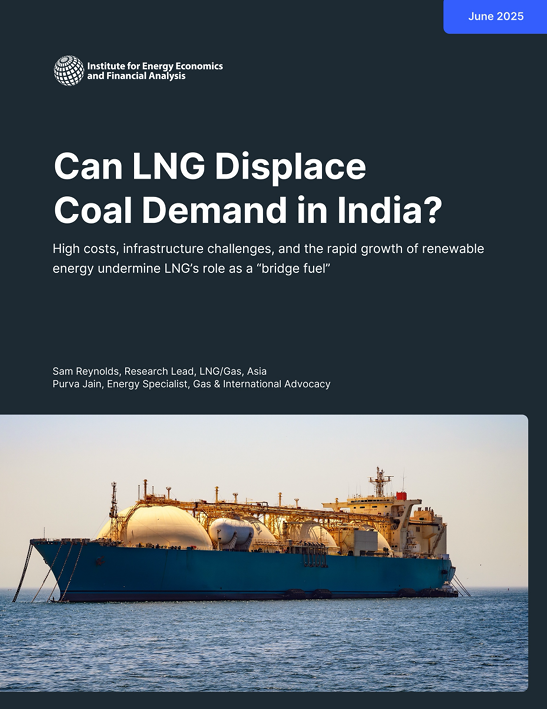 June 2025
Institute for Energy Economics
and Financial Analysis
Can LNG Displace
Coal Demand in India?
High costs, infrastructure challenges, and the rapid growth of renewable
energy undermine LNG’s role as a “bridge fuel”
Sam Reynolds, Research Lead, LNG/Gas, Asia
Purva Jain, Energy Specialist, Gas & International Advocacy